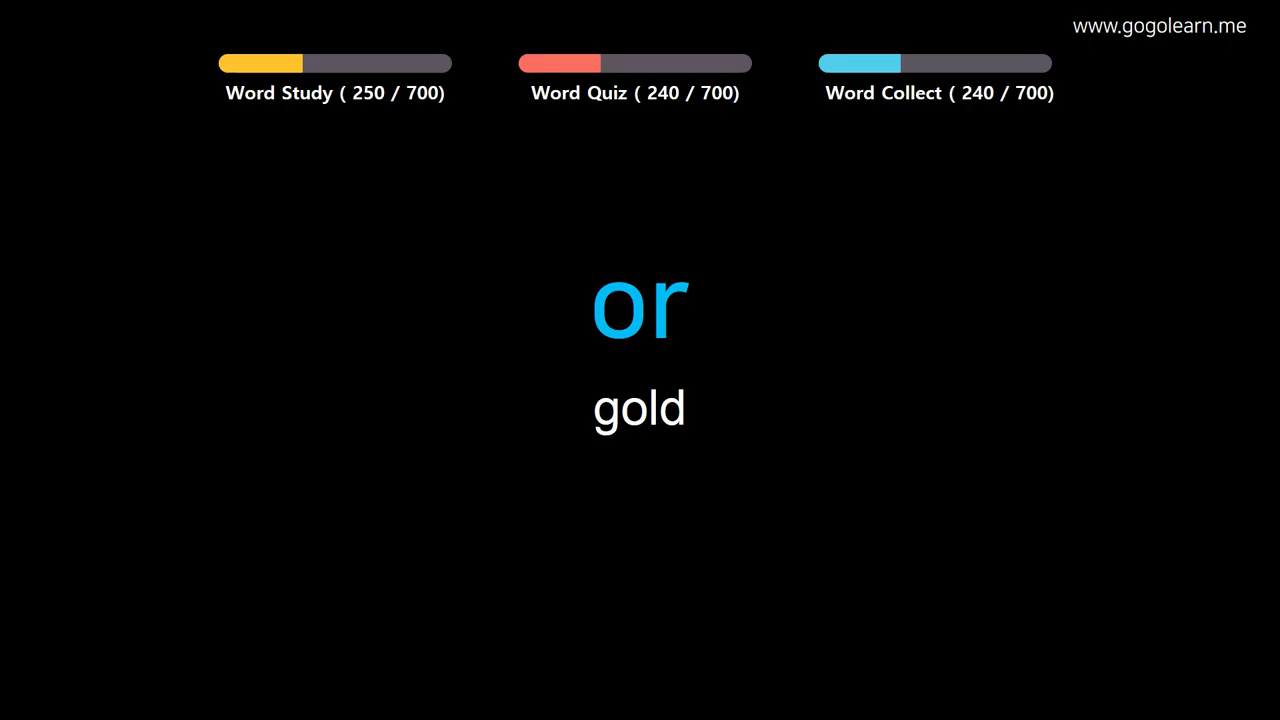 www.gogolearn.me
Word Study ( 250 / 700)
Word Quiz ( 240 / 700)
Word Collect ( 240 / 700)
or
gold